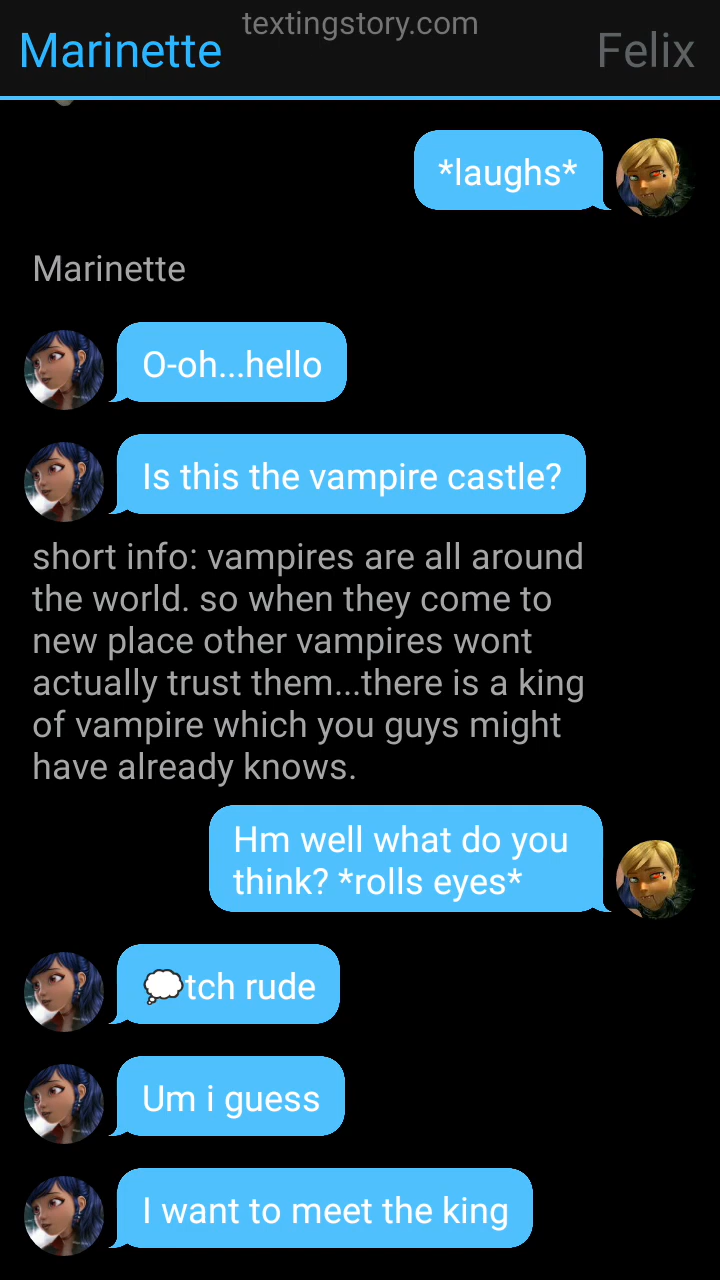 textingstory.com
Marinette
Felix
*laughs*
Marinette
O-oh...hello
Is this the vampire castle?
short info: vampires are all around
the world. so when they come to
new place other vampires wont
actually trust them...there is a king
of vampire which you guys might
have already knows.
Hm well what do you
think? *rolls eyes*
💭tch rude
Um i guess
I want to meet the king